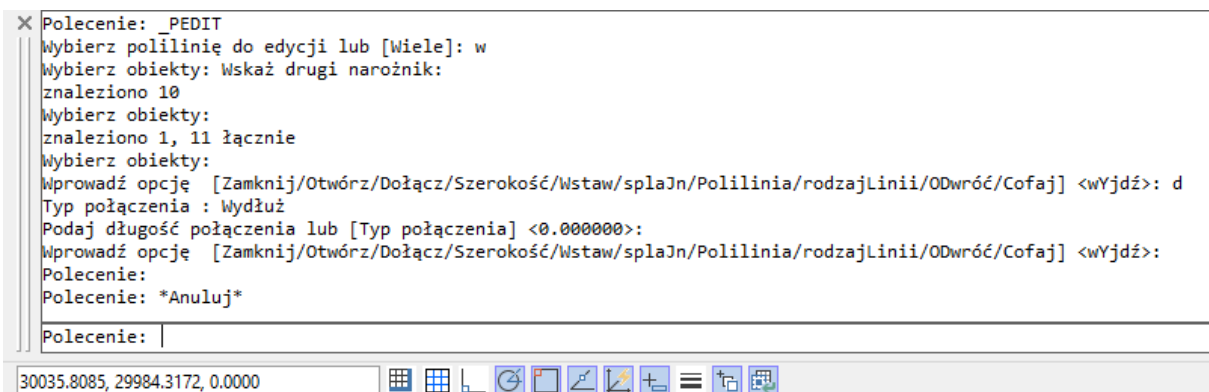 Polecenie: _PEDIT
Wybierz polilinię do edycji lub [Wiele]: w
Wybierz obiekty: Wskaż drugi narożnik:
znaleziono 10
Wybierz obiekty:
znaleziono 1, 11 łącznie
Wybierz obiekty:
Wprowadź opcję  [Zamknij/Otwórz/Dołącz/Szerokość/Wstaw/splaJn/Polilinia/rodzajLinii/ODwróć/Cofaj] <wYjdź>: d
Typ połączenia : Wydłuż
Podaj długość połączenia lub [Typ połączenia] <0.000000>:
Wprowadź opcję  [Zamknij/Otwórz/Dołącz/Szerokość/Wstaw/splaJn/Polilinia/rodzajLinii/ODwróć/Cofaj] <wYjdź>:
Polecenie:
Polecenie: *Anuluj*
Polecenie:
30035.8085, 29984.3172, 0.0000